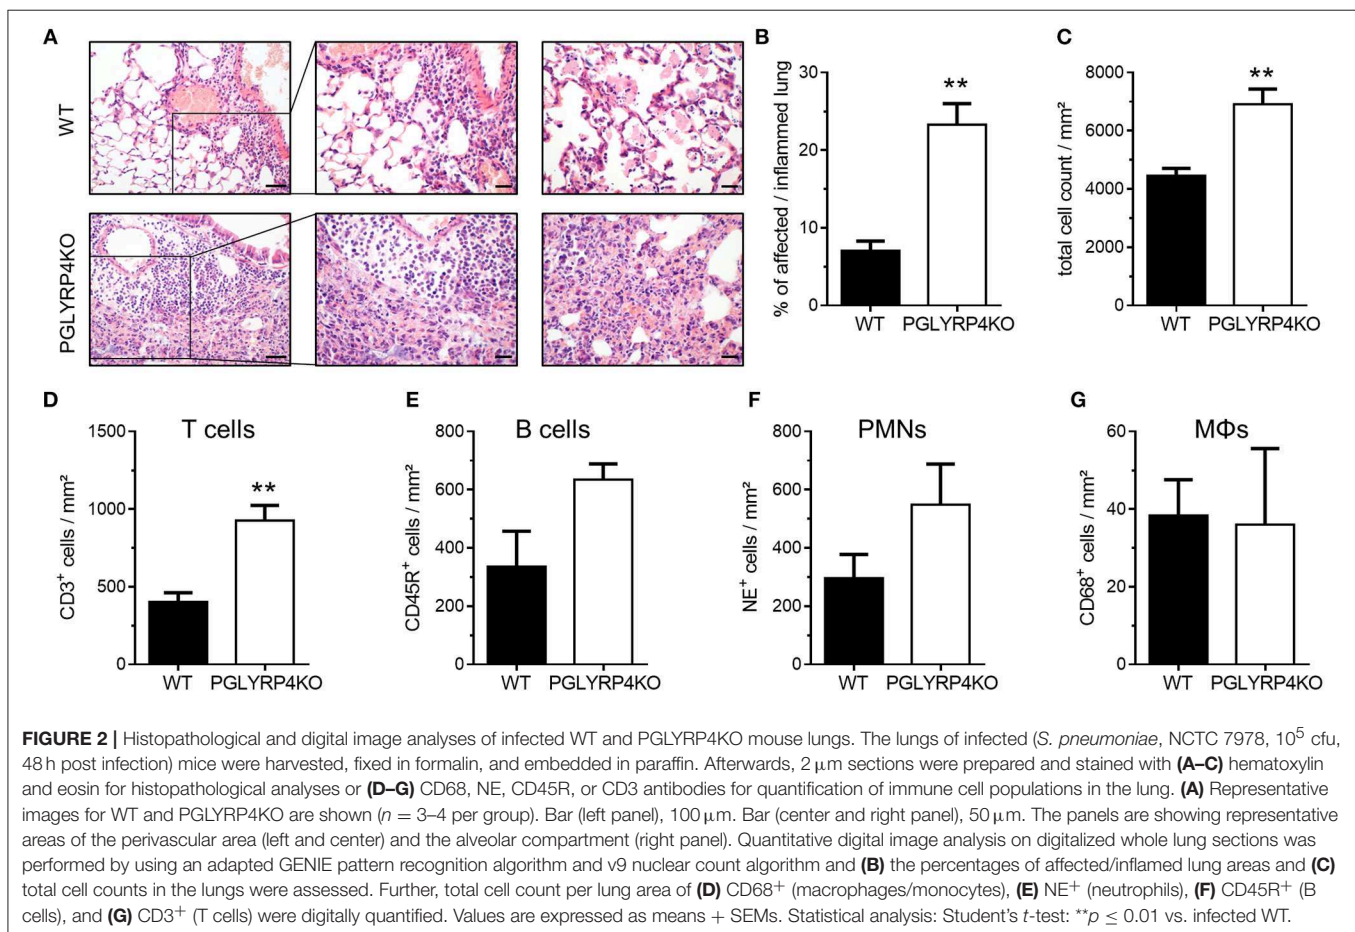 A
WT
PGLYRP4KO
B
% of affected / inflammed lung
30
20
10
0
WT PGLYRP4KO
**
C
total cell count / mm²
8000
6000
4000
2000
0
WT PGLYRP4KO
**
D
T cells
CD3⁺ cells / mm²
1500
1000
500
0
WT PGLYRP4KO
**
E
B cells
CD45R⁺ cells / mm²
800
600
400
200
0
WT PGLYRP4KO
F
PMNs
NE⁺ cells / mm²
800
600
400
200
0
WT PGLYRP4KO
G
MΦs
CD68⁺ cells / mm²
60
40
20
0
WT PGLYRP4KO
FIGURE 2 | Histopathological and digital image analyses of infected WT and PGLYRP4KO mouse lungs. The lungs of infected (S. pneumoniae, NCTC 7978, 10⁵ cfu,
48 h post infection) mice were harvested, fixed in formalin, and embedded in paraffin. Afterwards, 2 µm sections were prepared and stained with (A–C) hematoxylin
and eosin for histopathological analyses or (D–G) CD68, NE, CD45R, or CD3 antibodies for quantification of immune cell populations in the lung. (A) Representative
images for WT and PGLYRP4KO are shown (n = 3–4 per group). Bar (left panel), 100 µm. Bar (center and right panel), 50 µm. The panels are showing representative
areas of the perivascular area (left and center) and the alveolar compartment (right panel). Quantitative digital image analysis on digitalized whole lung sections was
performed by using an adapted GENIE pattern recognition algorithm and v9 nuclear count algorithm and (B) the percentages of affected/inflamed lung areas and (C)
total cell counts in the lungs were assessed. Further, total cell count per lung area of (D) CD68⁺ (macrophages/monocytes), (E) NE⁺ (neutrophils), (F) CD45R⁺ (B
cells), and (G) CD3⁺ (T cells) were digitally quantified. Values are expressed as means + SEMs. Statistical analysis: Student's t-test: **p ≤ 0.01 vs. infected WT.